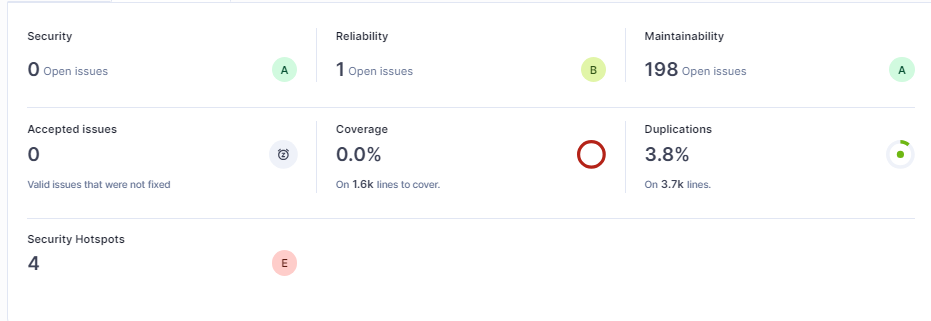 Security
0 Open issues
A
Reliability
1 Open issues
B
Maintainability
198 Open issues
A
Accepted issues
0
Valid issues that were not fixed
Coverage
0.0%
On 1.6k lines to cover.
Duplications
3.8%
On 3.7k lines.
Security Hotspots
4
E